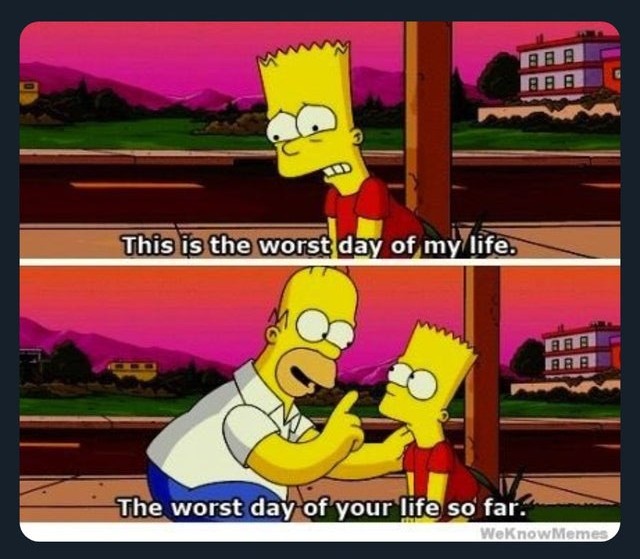 This is the worst day of my life.
The worst day of your life so far.
WeKnowMemes